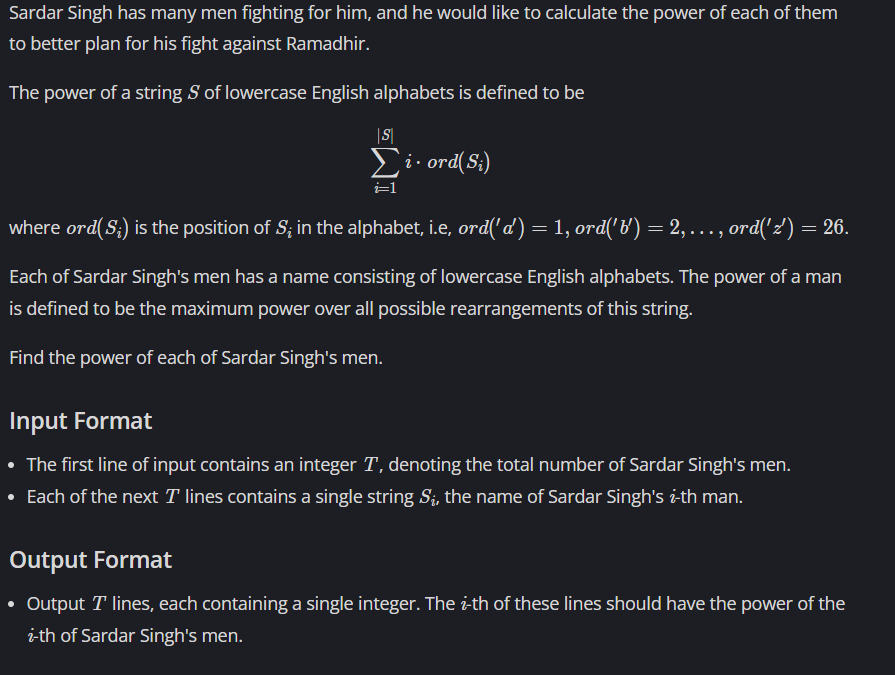 Sardar Singh has many men fighting for him, and he would like to calculate the power of each of them
to better plan for his fight against Ramadhir.
The power of a string S of lowercase English alphabets is defined to be
|S|
∑ i · ord(S_i)
i=1
where ord(S_i) is the position of S_i in the alphabet, i.e, ord('a') = 1, ord('b') = 2, . . . , ord('z') = 26.
Each of Sardar Singh's men has a name consisting of lowercase English alphabets. The power of a man
is defined to be the maximum power over all possible rearrangements of this string.
Find the power of each of Sardar Singh's men.
Input Format
• The first line of input contains an integer T, denoting the total number of Sardar Singh's men.
• Each of the next T lines contains a single string S_i, the name of Sardar Singh's i-th man.
Output Format
• Output T lines, each containing a single integer. The i-th of these lines should have the power of the
i-th of Sardar Singh's men.